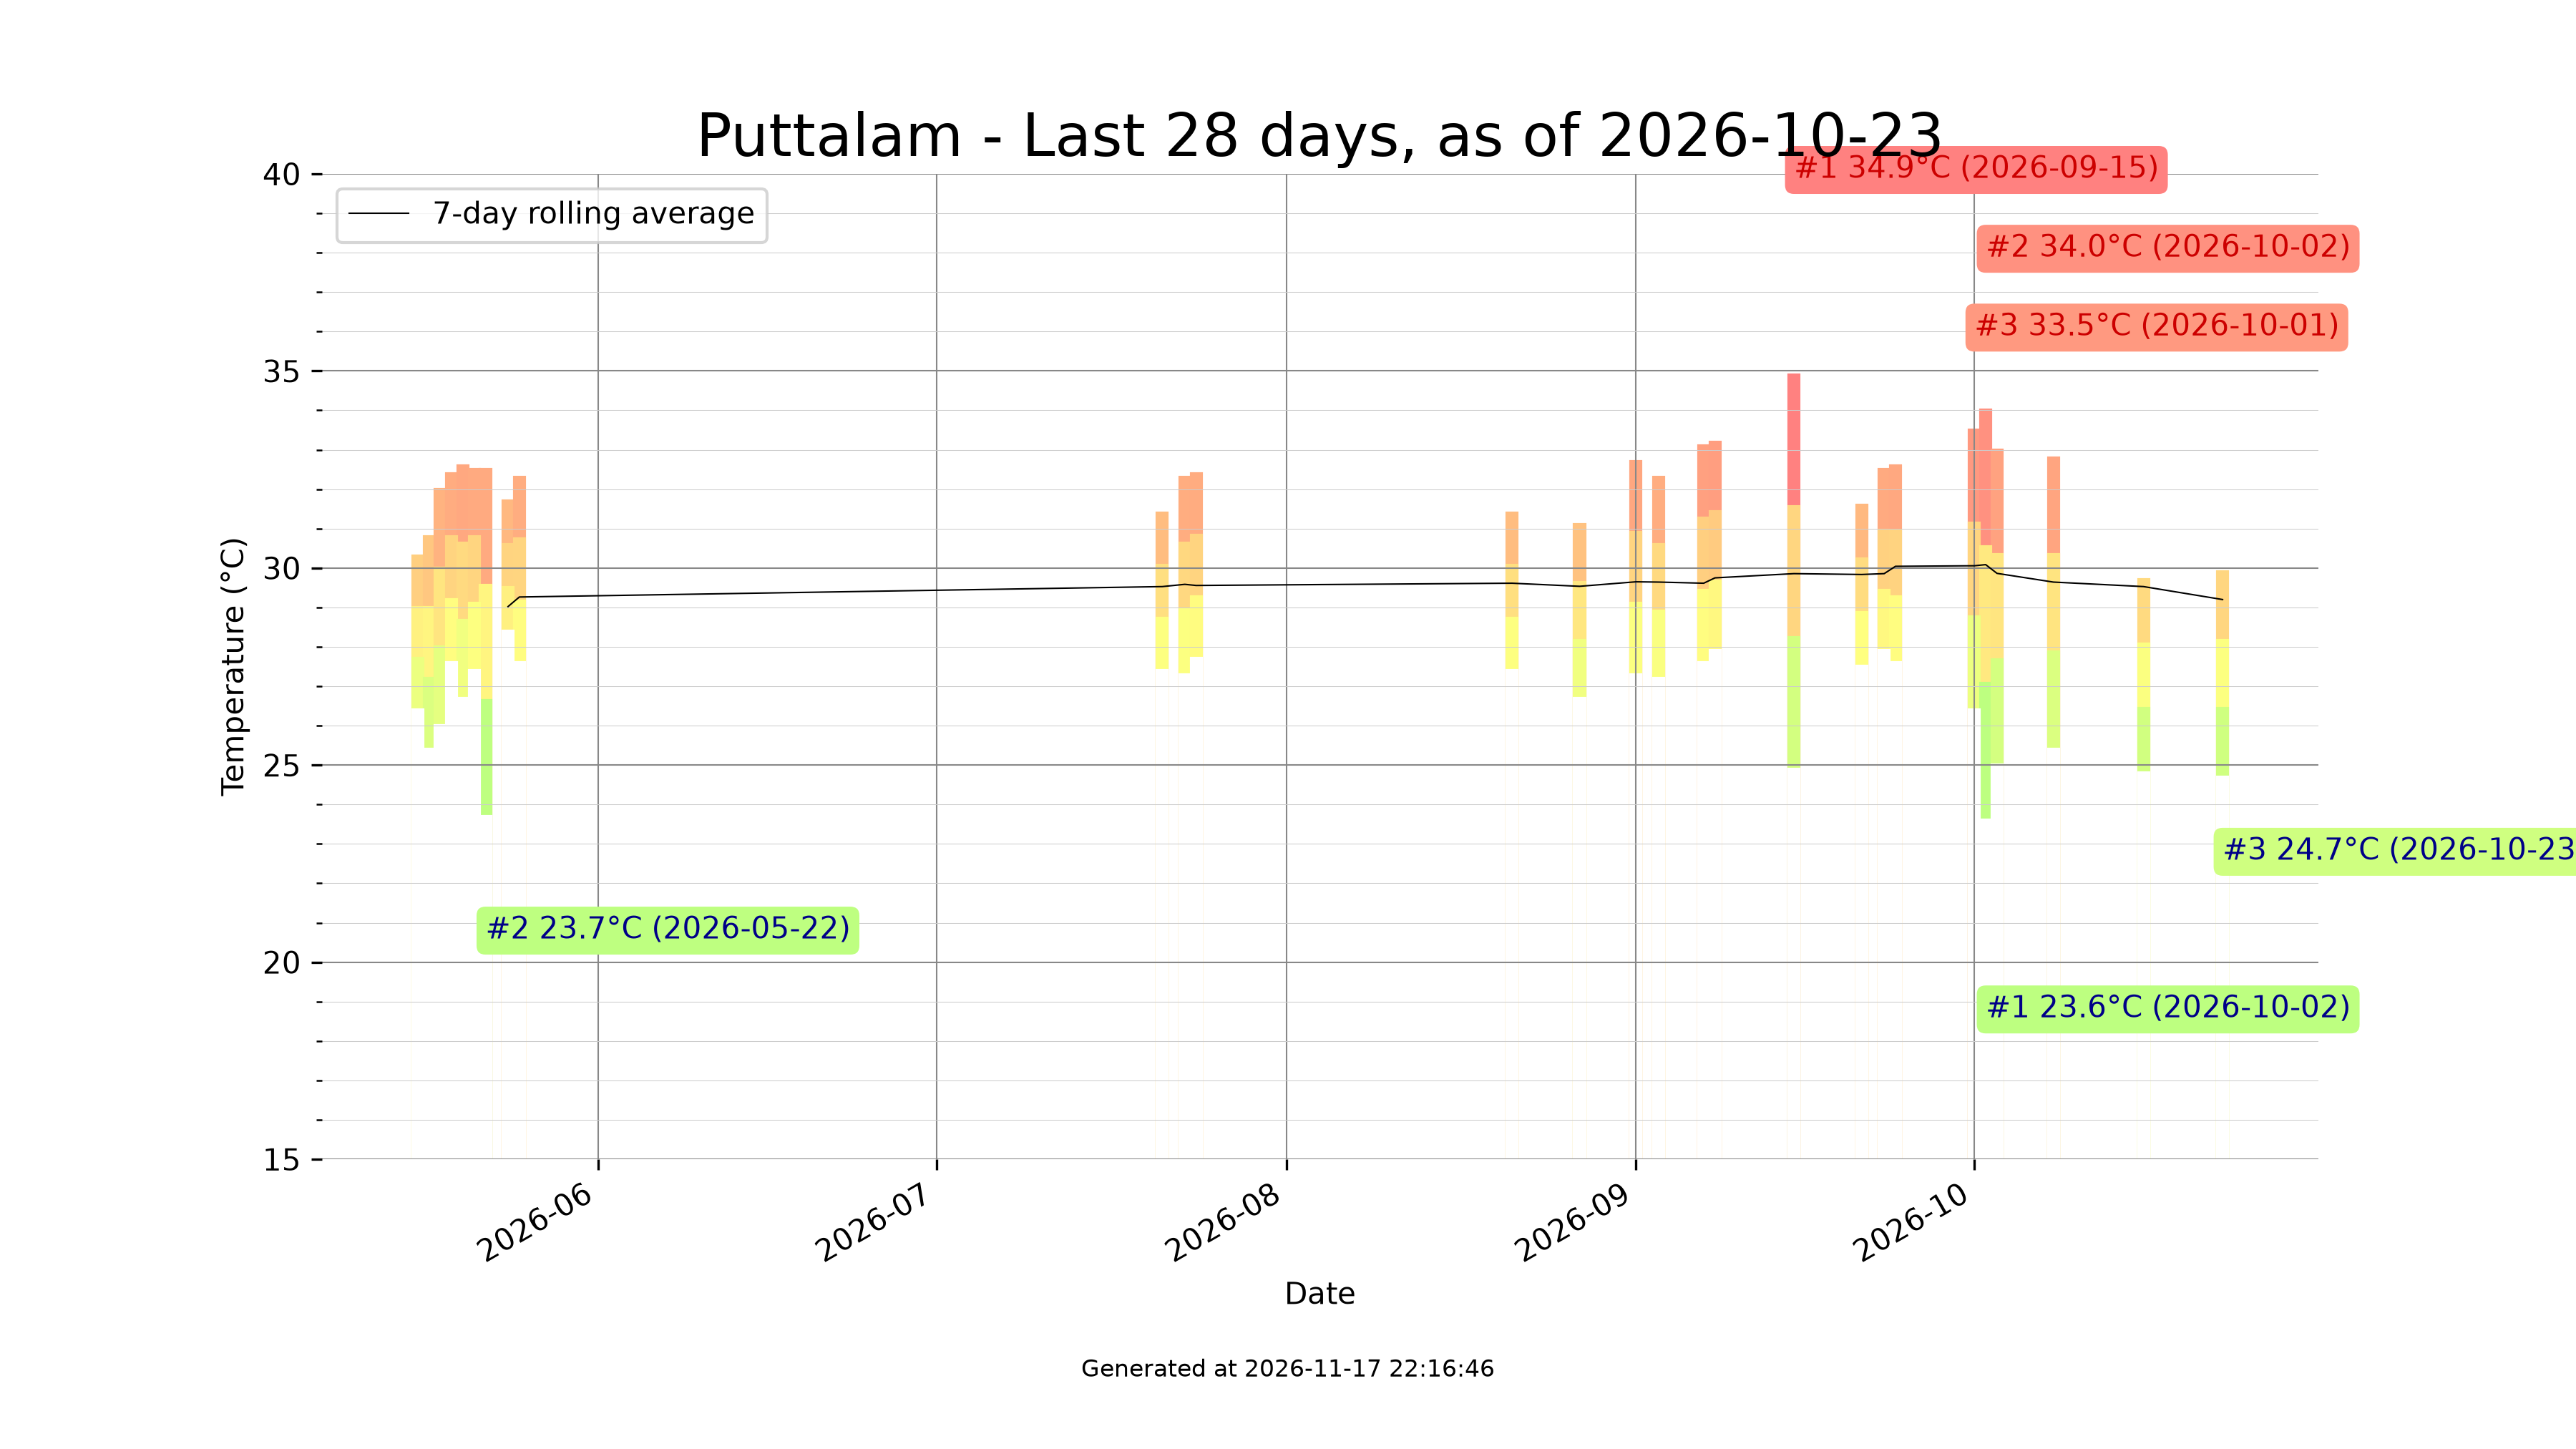 Puttalam - Last 28 days, as of 2026-10-23
#1 34.9°C (2026-09-15)
40
7-day rolling average
#2 34.0°C (2026-10-02)
#3 33.5°C (2026-10-01)
35
30
Temperature (°C)
25
#3 24.7°C (2026-10-23
#2 23.7°C (2026-05-22)
20
#1 23.6°C (2026-10-02)
15
2026-06
2026-07
2026-08
2026-09
2026-10
Date
Generated at 2026-11-17 22:16:46